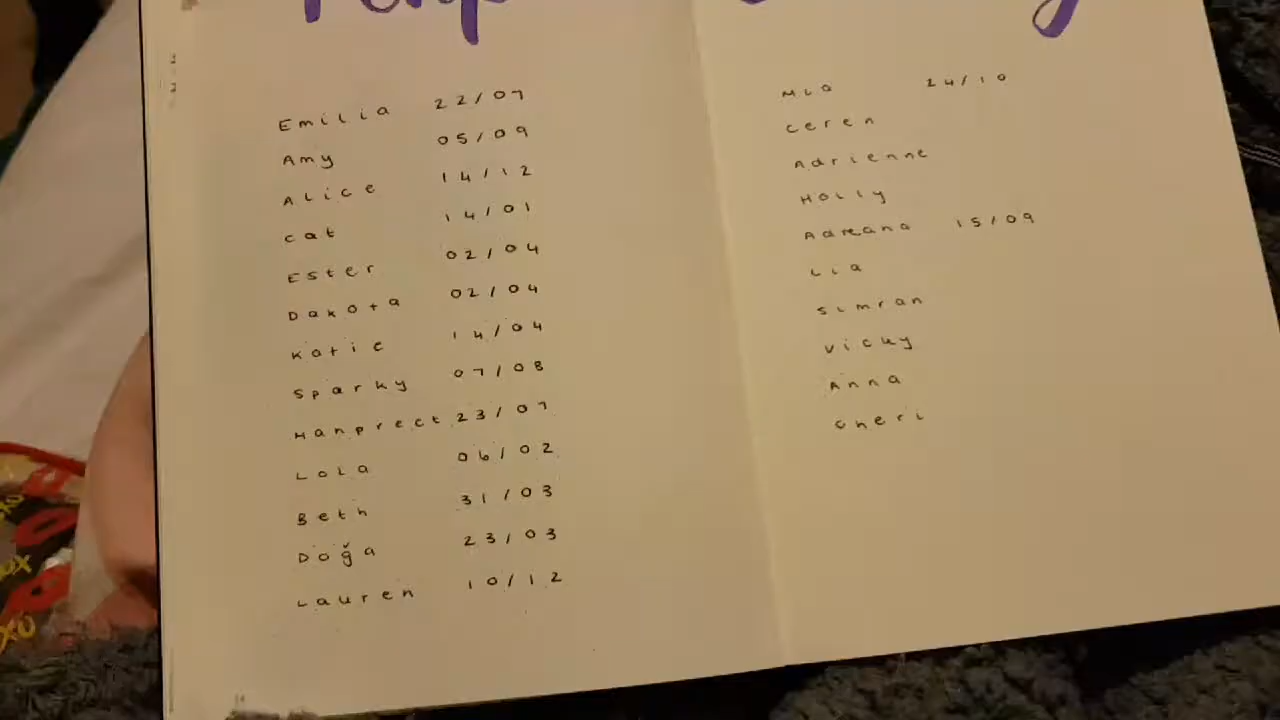 Emilia 22/07
Amy 05/09
Alice 14/12
Cat 14/01
Ester 02/04
Dakota 02/04
Katie 14/04
Sparky 07/08
Manpreet 23/07
Lola 06/02
Beth 31/03
Doğa 23/03
Lauren 10/12
Mia 24/10
Ceren
Adrienne
Holly
Adreana 15/09
Lia
Simran
Vicky
Anna
Cheri